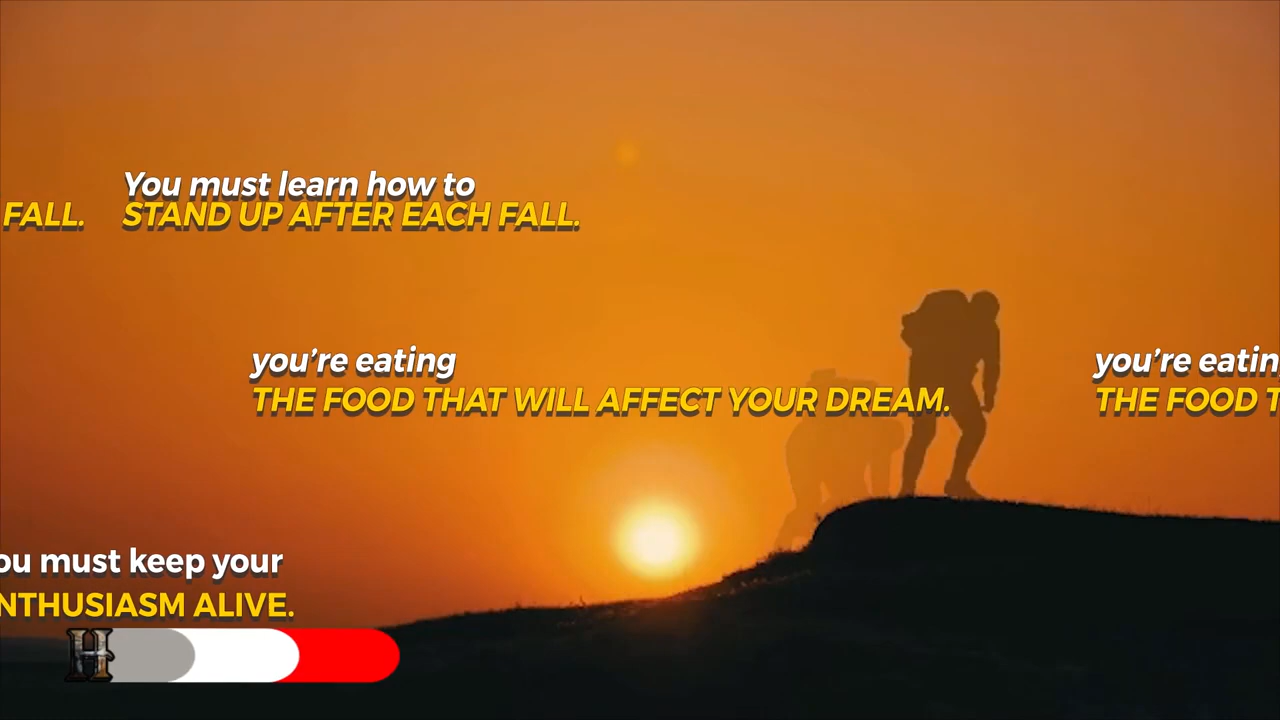 FALL.
You must learn how to
STAND UP AFTER EACH FALL.
you're eating
THE FOOD THAT WILL AFFECT YOUR DREAM.
you're eatin
THE FOOD T
ou must keep your
NTHUSIASM ALIVE.
H